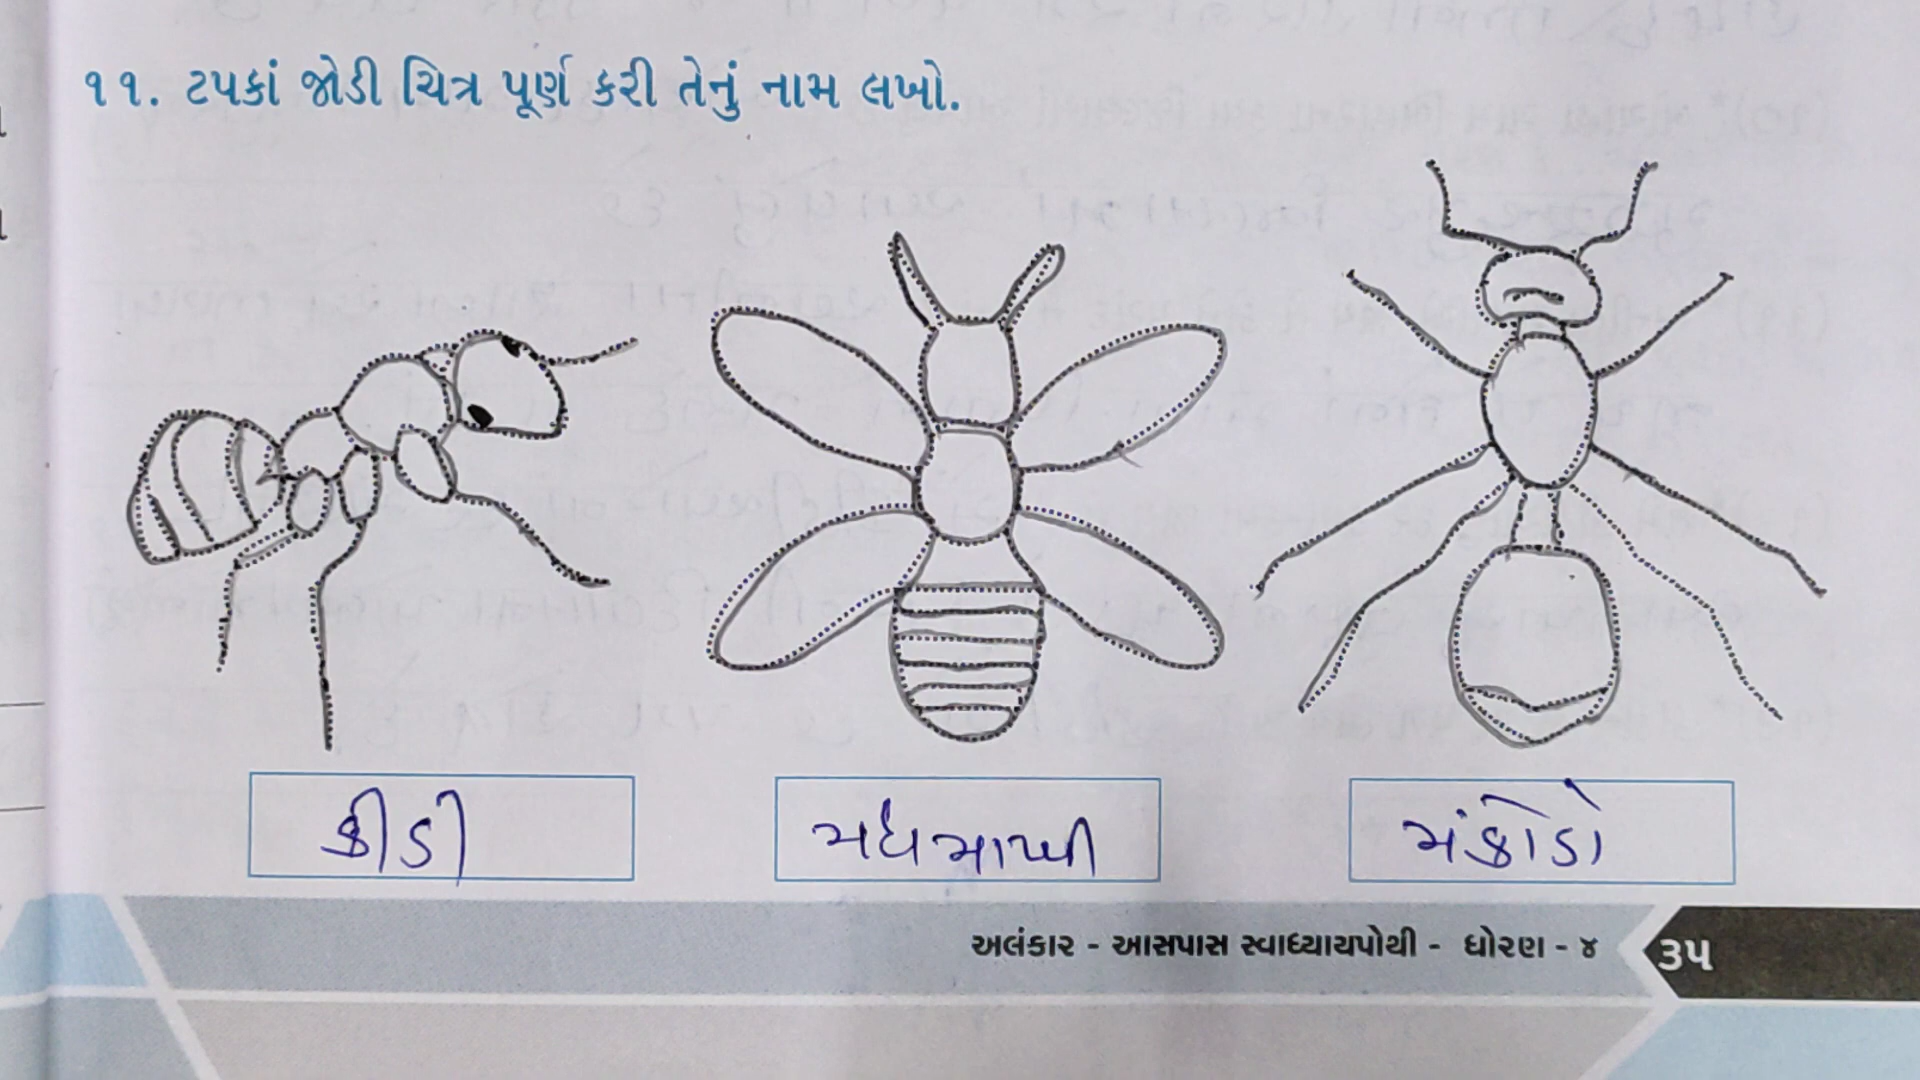 ૧૧. ટપકાં જોડી ચિત્ર પૂર્ણ કરી તેનું નામ લખો.
કીડી
મધમાખી
મંકોડો
અલંકાર - આસપાસ સ્વાધ્યાયપોથી - ધોરણ - ૪
૩૫